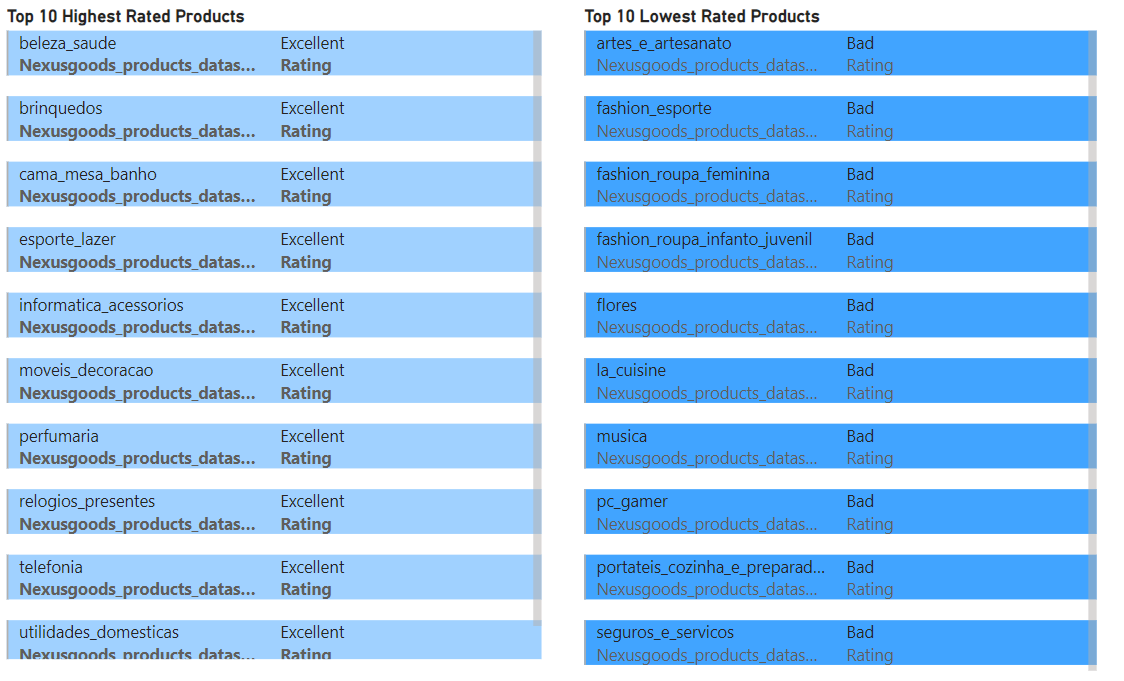 Top 10 Highest Rated Products
beleza_saude Excellent
Nexusgoods_products_datas... Rating
brinquedos Excellent
Nexusgoods_products_datas... Rating
cama_mesa_banho Excellent
Nexusgoods_products_datas... Rating
esporte_lazer Excellent
Nexusgoods_products_datas... Rating
informatica_acessorios Excellent
Nexusgoods_products_datas... Rating
moveis_decoracao Excellent
Nexusgoods_products_datas... Rating
perfumaria Excellent
Nexusgoods_products_datas... Rating
relogios_presentes Excellent
Nexusgoods_products_datas... Rating
telefonia Excellent
Nexusgoods_products_datas... Rating
utilidades_domesticas Excellent
Nexusgoods_products_datas... Rating
Top 10 Lowest Rated Products
artes_e_artesanato Bad
Nexusgoods_products_datas... Rating
fashion_esporte Bad
Nexusgoods_products_datas... Rating
fashion_roupa_feminina Bad
Nexusgoods_products_datas... Rating
fashion_roupa_infanto_juvenil Bad
Nexusgoods_products_datas... Rating
flores Bad
Nexusgoods_products_datas... Rating
la_cuisine Bad
Nexusgoods_products_datas... Rating
musica Bad
Nexusgoods_products_datas... Rating
pc_gamer Bad
Nexusgoods_products_datas... Rating
portateis_cozinha_e_preparad... Bad
Nexusgoods_products_datas... Rating
seguros_e_servicos Bad
Nexusgoods_products_datas... Rating